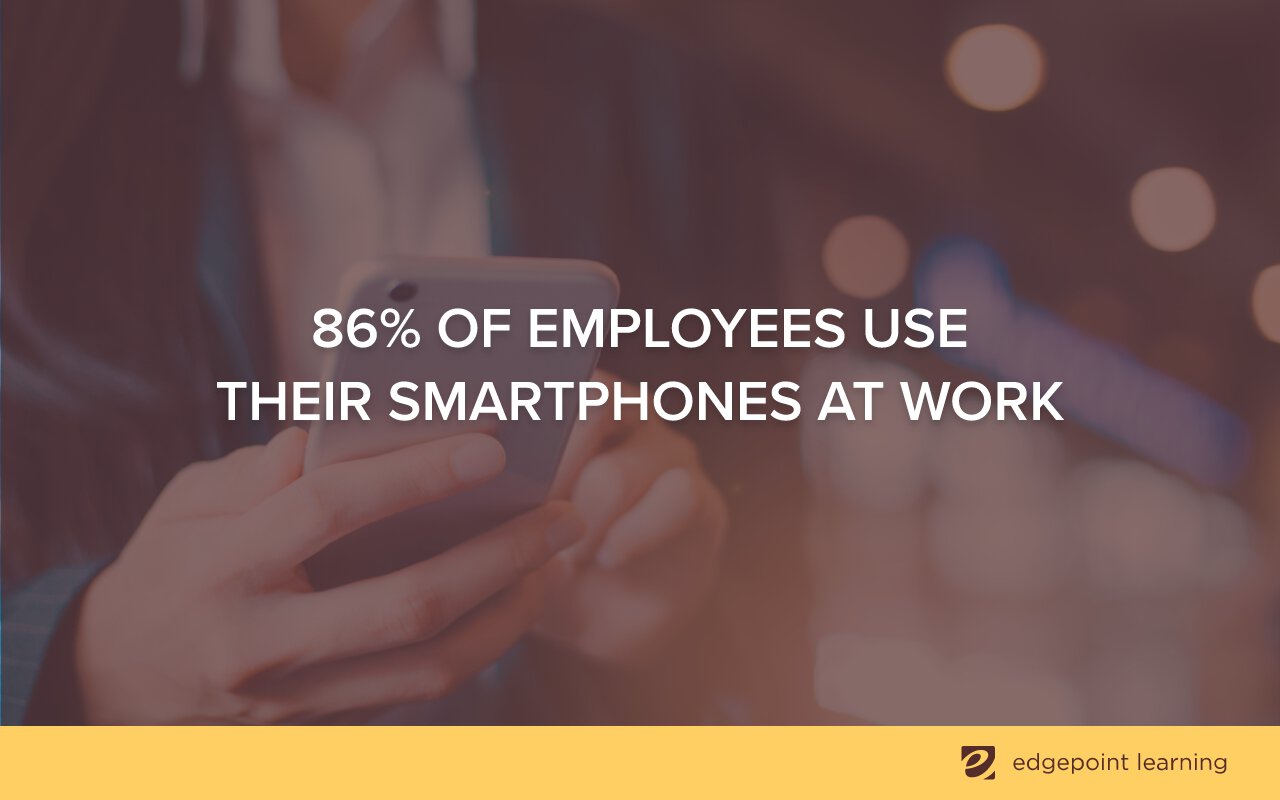 86% OF EMPLOYEES USE
THEIR SMARTPHONES AT WORK
edgepoint learning